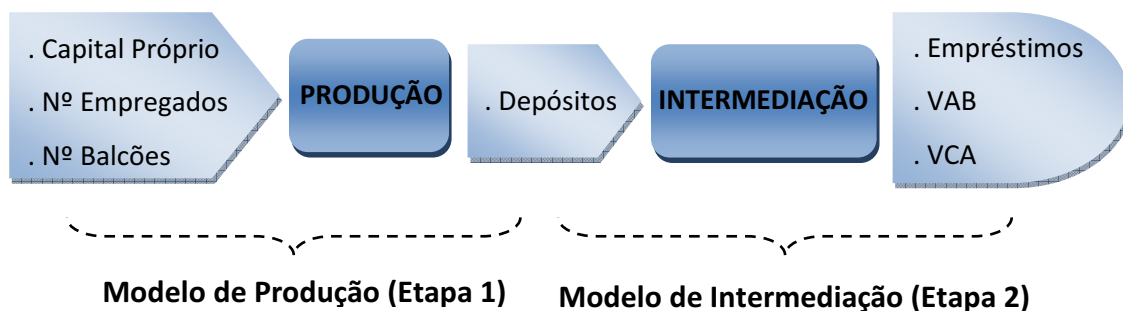 . Capital Próprio
. Nº Empregados
. Nº Balcões
PRODUÇÃO
. Depósitos
INTERMEDIAÇÃO
. Empréstimos
. VAB
. VCA
Modelo de Produção (Etapa 1)
Modelo de Intermediação (Etapa 2)